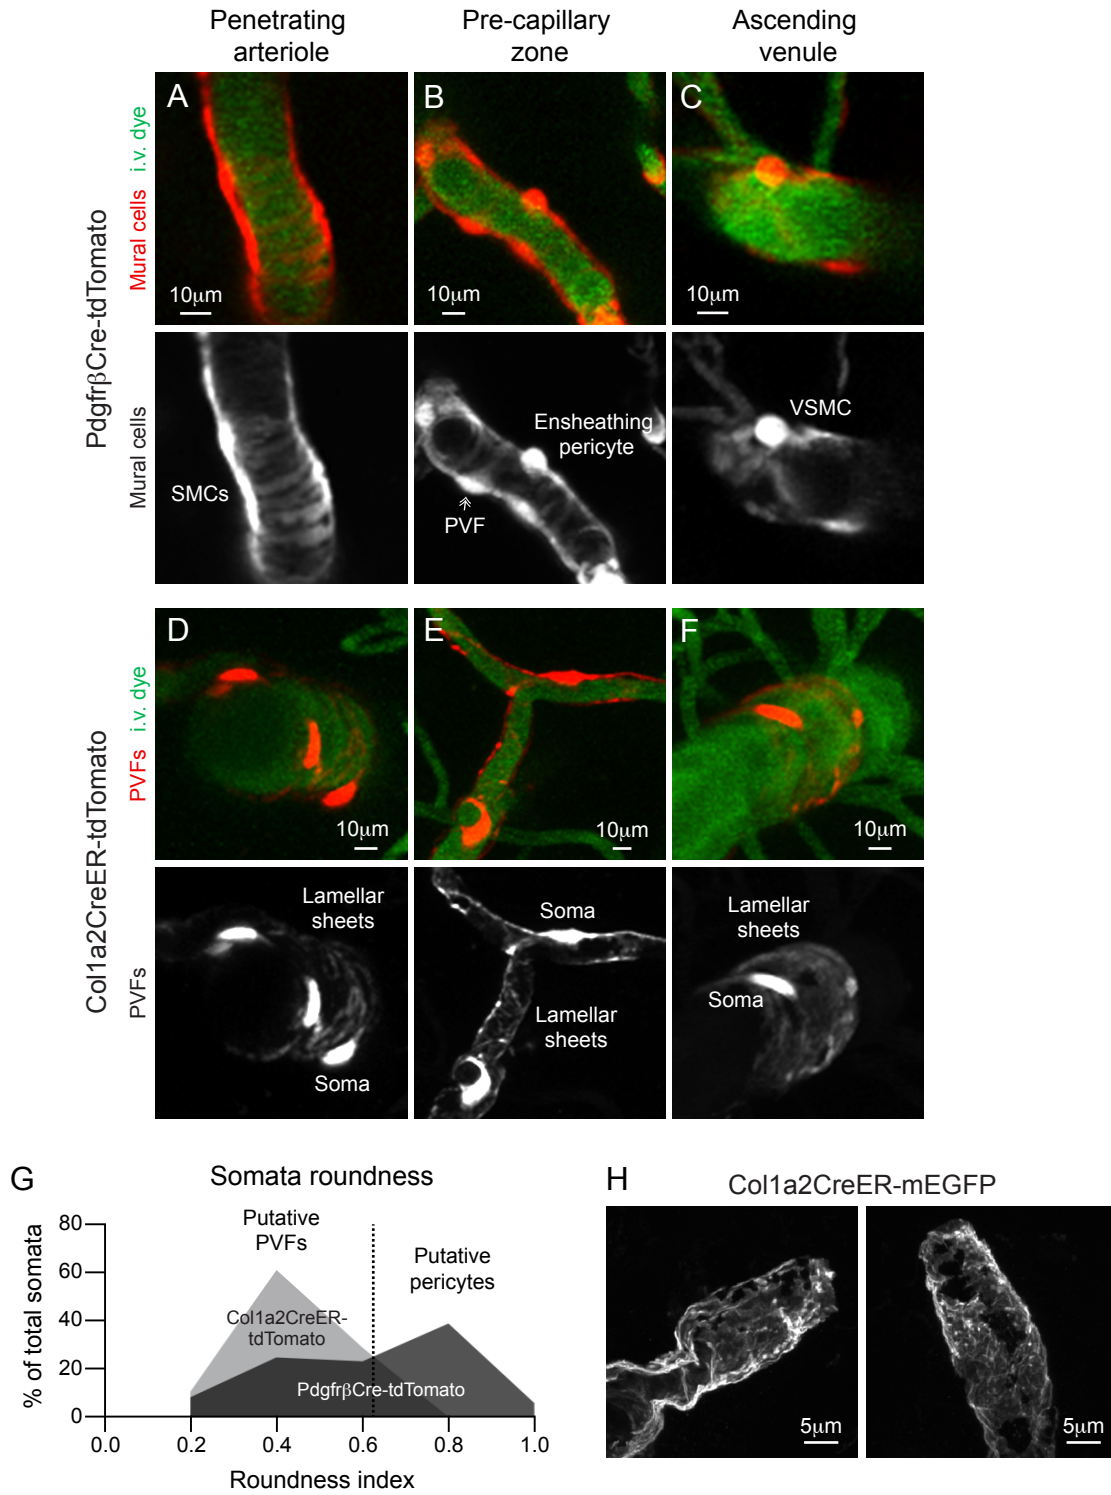 Penetrating
arteriole
Pre-capillary
zone
Ascending
venule
PdgfrβCre-tdTomato
Mural cells i.v. dye
A
10μm
B
10μm
C
10μm
Mural cells
SMCs
Ensheathing
pericyte
PVF
VSMC
Col1a2CreER-tdTomato
PVFs i.v. dye
D
10μm
E
10μm
F
10μm
PVFs
Lamellar
sheets
Soma
Soma
Lamellar
sheets
Lamellar
sheets
Soma
G
Somata roundness
% of total somata
80
60
40
20
0
Putative
PVFs
Putative
pericytes
Col1a2CreER-
tdTomato
PdgfrβCre-tdTomato
0.0 0.2 0.4 0.6 0.8 1.0
Roundness index
H
Col1a2CreER-mEGFP
5μm
5μm